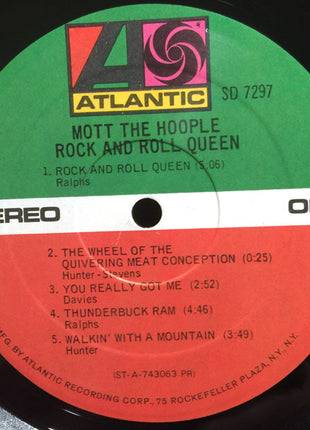 A
ATLANTIC
SD 7297
MOTT THE HOOPLE
ROCK AND ROLL QUEEN
1. ROCK AND ROLL QUEEN (5:06)
Ralphs
EREO
2. THE WHEEL OF THE
QUIVERING MEAT CONCEPTION (0:25)
Hunter-Stevens
3. YOU REALLY GOT ME (2:52)
Davies
4. THUNDERBUCK RAM (4:46)
Ralphs
5. WALKIN' WITH A MOUNTAIN (3:49)
Hunter
(ST-A-743063 PR)
MFG. BY ATLANTIC RECORDING CORP., 75 ROCKEFELLER PLAZA, N.Y., N.Y.